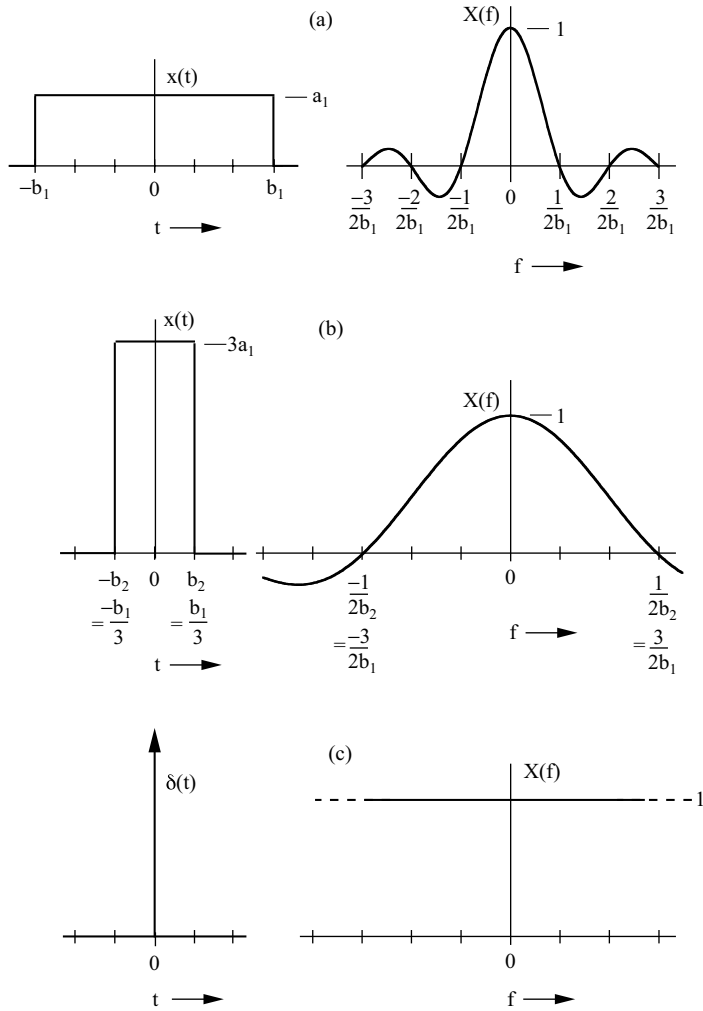 (a)
x(t)
a₁
−b₁ 0 b₁
t
X(f)
1
−3/2b₁ −2/2b₁ −1/2b₁ 0 1/2b₁ 2/2b₁ 3/2b₁
f
(b)
x(t)
3a₁
−b₂ 0 b₂
= −b₁/3 = b₁/3
t
X(f)
1
−1/2b₂ 0 1/2b₂
= −3/2b₁ = 3/2b₁
f
(c)
δ(t)
0
t
X(f)
1
0
f